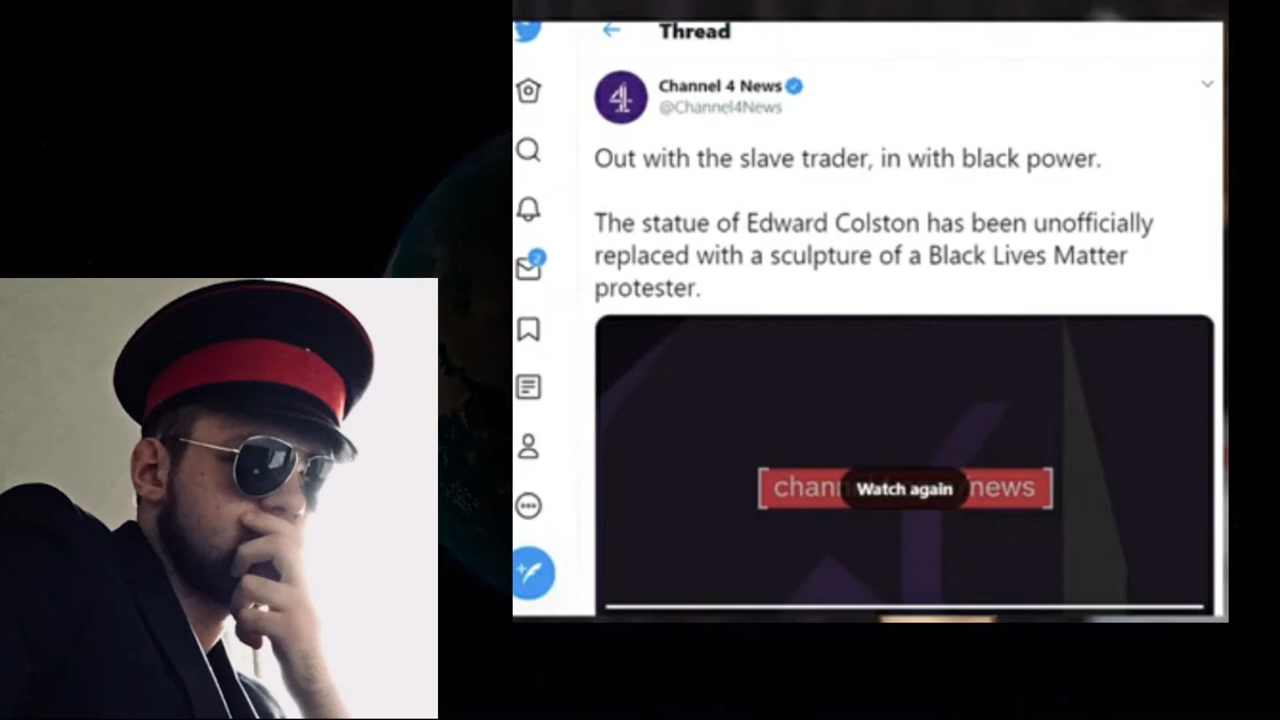 Thread
Channel 4 News
@Channel4News
Out with the slave trader, in with black power.
The statue of Edward Colston has been unofficially
replaced with a sculpture of a Black Lives Matter
protester.
2
Watch again
news